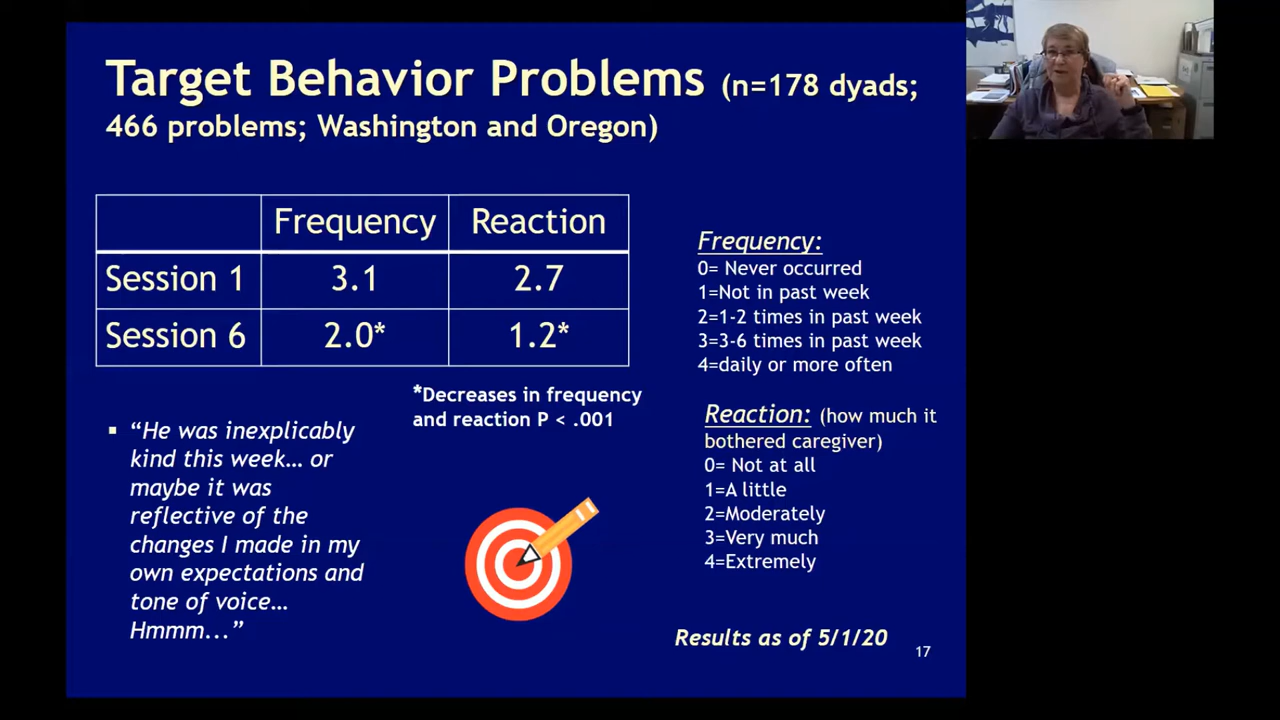 Target Behavior Problems (n=178 dyads;
466 problems; Washington and Oregon)
Frequency Reaction
Session 1 3.1 2.7
Session 6 2.0* 1.2*
*Decreases in frequency
and reaction P < .001
▪ “He was inexplicably
kind this week… or
maybe it was
reflective of the
changes I made in my
own expectations and
tone of voice…
Hmmm...”
Frequency:
0= Never occurred
1=Not in past week
2=1-2 times in past week
3=3-6 times in past week
4=daily or more often
Reaction: (how much it
bothered caregiver)
0= Not at all
1=A little
2=Moderately
3=Very much
4=Extremely
Results as of 5/1/20
17